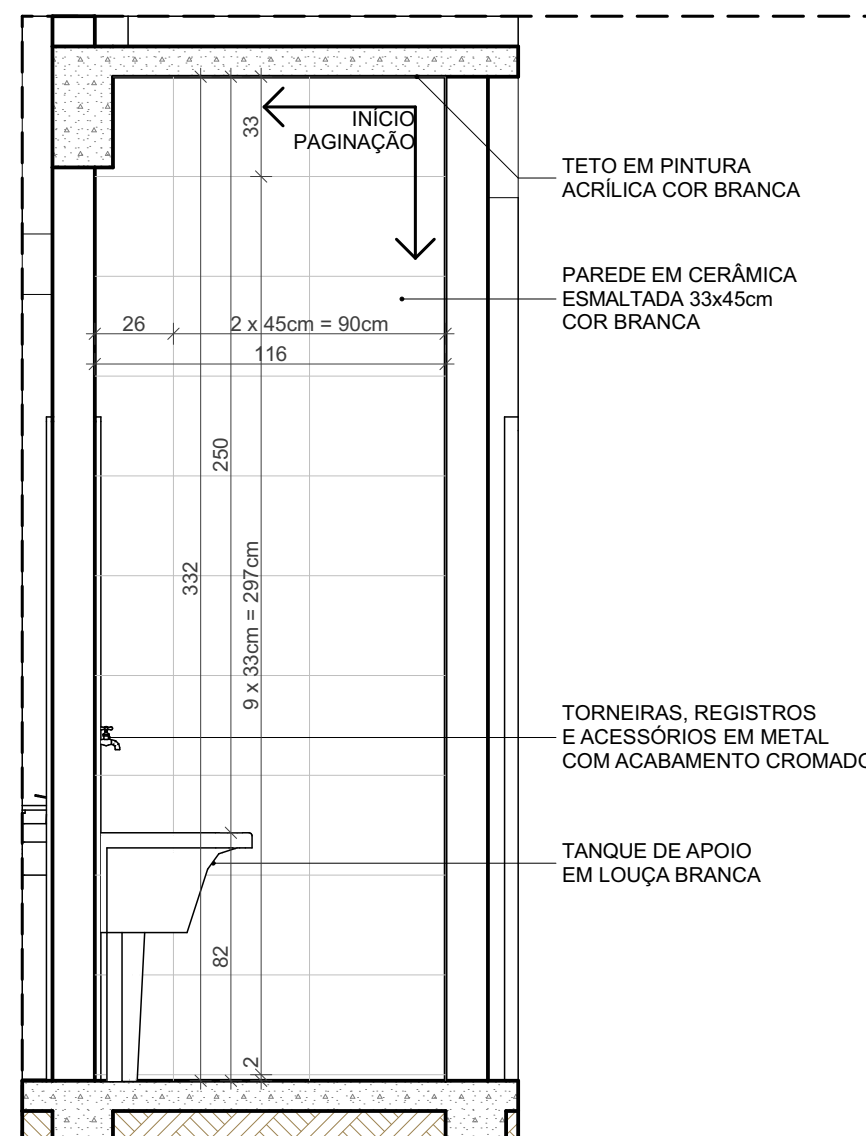 INÍCIO
PAGINAÇÃO
33
TETO EM PINTURA
ACRÍLICA COR BRANCA
PAREDE EM CERÂMICA
ESMALTADA 33x45cm
COR BRANCA
26
2 x 45cm = 90cm
116
250
332
9 x 33cm = 297cm
TORNEIRAS, REGISTROS
E ACESSÓRIOS EM METAL
COM ACABAMENTO CROMADO
TANQUE DE APOIO
EM LOUÇA BRANCA
82
2